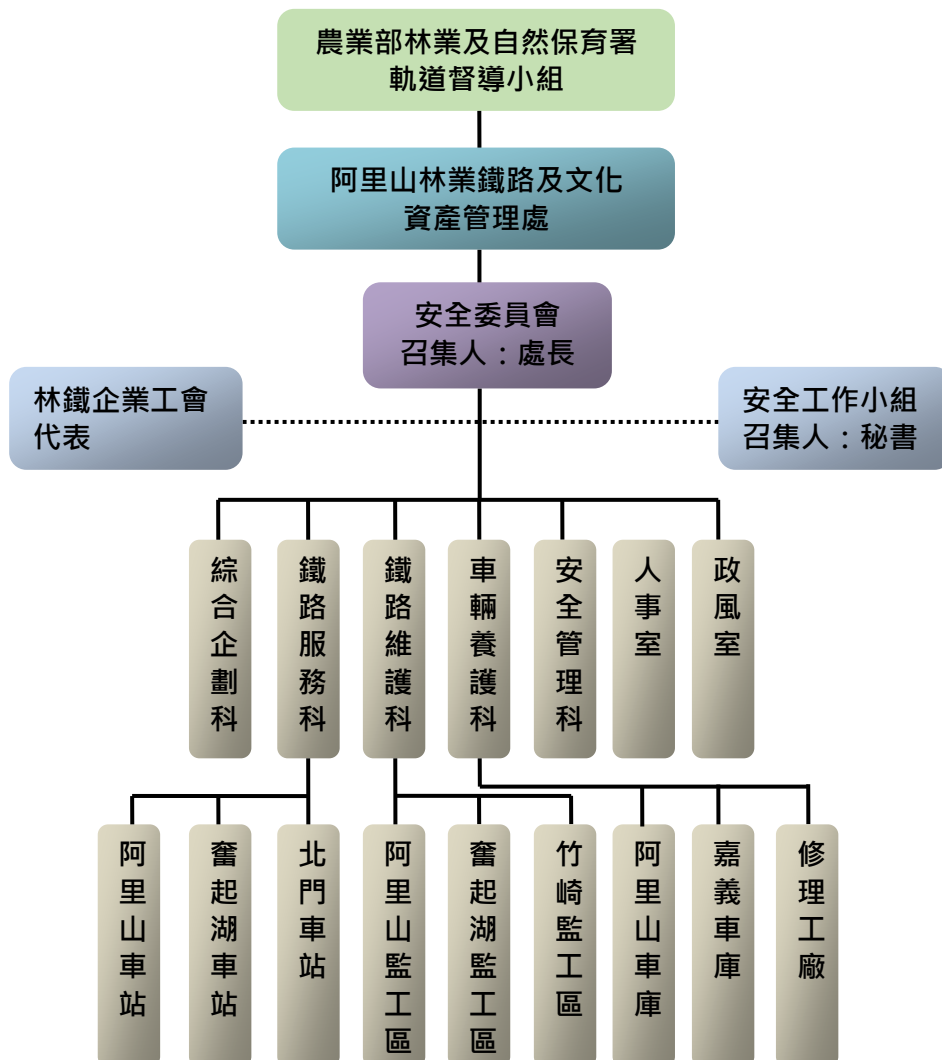 農業部林業及自然保育署
軌道督導小組
阿里山林業鐵路及文化
資產管理處
安全委員會
召集人：處長
林鐵企業工會
代表
安全工作小組
召集人：秘書
綜合企劃科
鐵路服務科
鐵路維護科
車輛養護科
安全管理科
人事室
政風室
阿里山車站
奮起湖車站
北門車站
阿里山監工區
奮起湖監工區
竹崎監工區
阿里山車庫
嘉義車庫
修理工廠